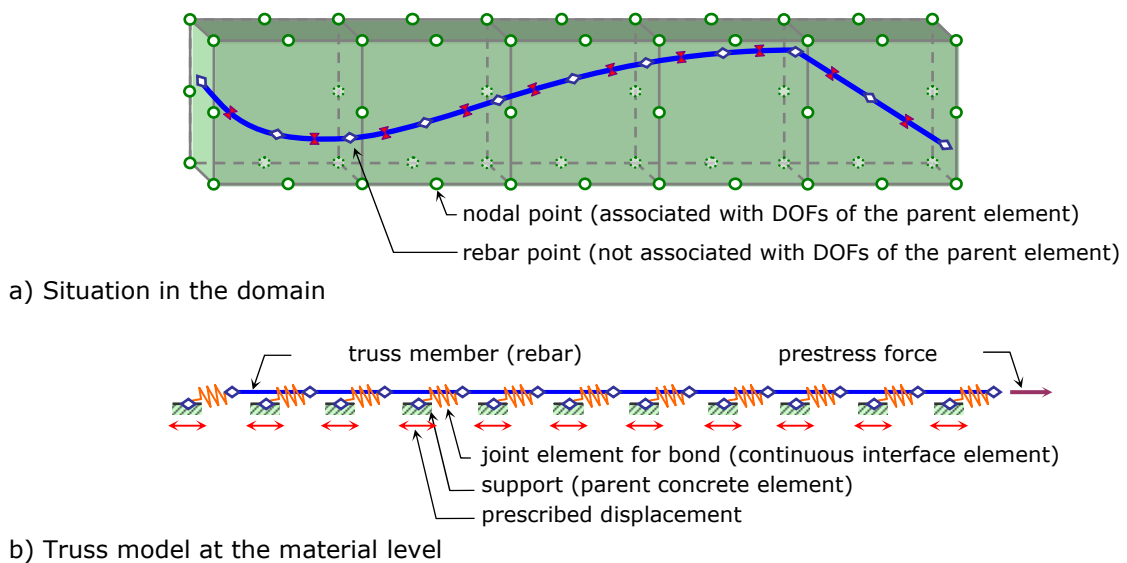 nodal point (associated with DOFs of the parent element)
rebar point (not associated with DOFs of the parent element)
a) Situation in the domain
truss member (rebar)
prestress force
joint element for bond (continuous interface element)
support (parent concrete element)
prescribed displacement
b) Truss model at the material level